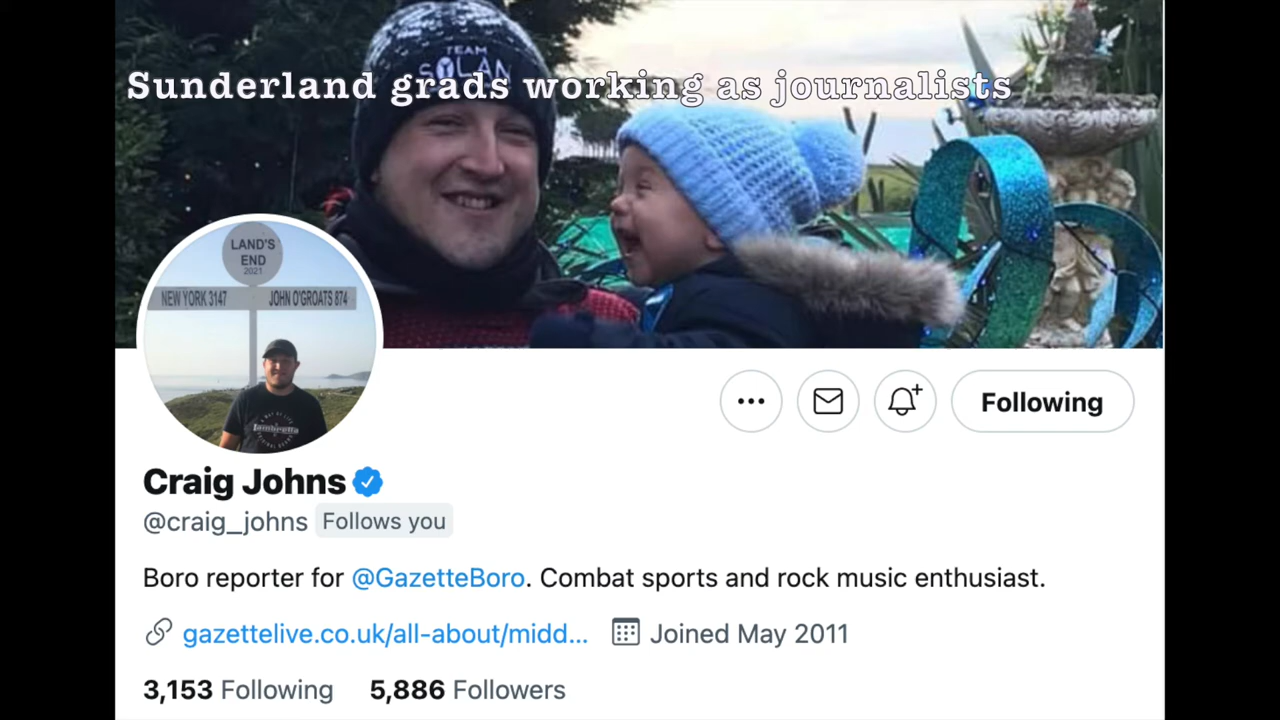 TEAM
Sunderland grads working as journalists
LAND'S
END
2021
NEW YORK 3147
JOHN O'GROATS 874
Lambretta
Following
Craig Johns
@craig_johns Follows you
Boro reporter for @GazetteBoro. Combat sports and rock music enthusiast.
gazettelive.co.uk/all-about/midd... Joined May 2011
3,153 Following 5,886 Followers